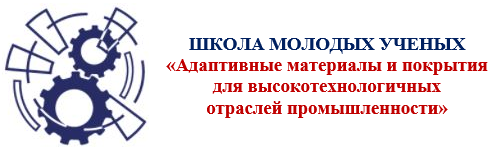 ШКОЛА МОЛОДЫХ УЧЕНЫХ
«Адаптивные материалы и покрытия
для высокотехнологичных
отраслей промышленности»